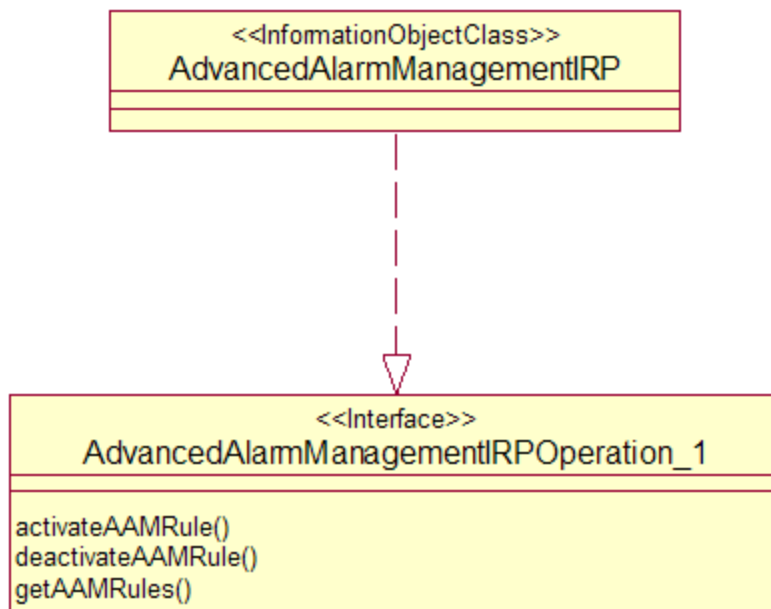 <<InformationObjectClass>>
AdvancedAlarmManagementIRP
<<Interface>>
AdvancedAlarmManagementIRPOperation_1
activateAAMRule()
deactivateAAMRule()
getAAMRules()